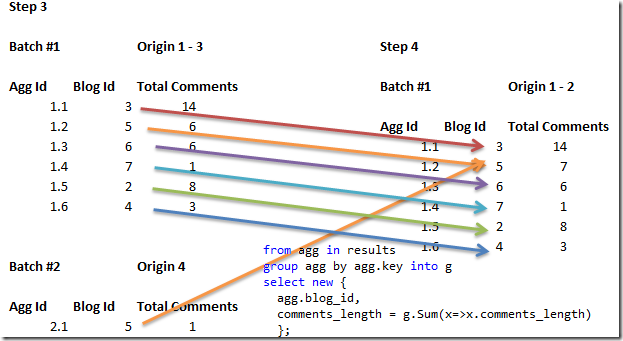 Step 3
Batch #1 Origin 1 - 3
Agg Id Blog Id Total Comments
1.1 3 14
1.2 5 6
1.3 6 6
1.4 7 1
1.5 2 8
1.6 4 3
Batch #2 Origin 4
Agg Id Blog Id Total Comments
2.1 5 1
Step 4
Batch #1 Origin 1 - 2
Agg Id Blog Id Total Comments
1.1 3 14
1.2 5 7
1.3 6 6
1.4 7 1
1.5 2 8
1.6 4 3
from agg in results
group agg by agg.key into g
select new {
agg.blog_id,
comments_length = g.Sum(x=>x.comments_length)
};